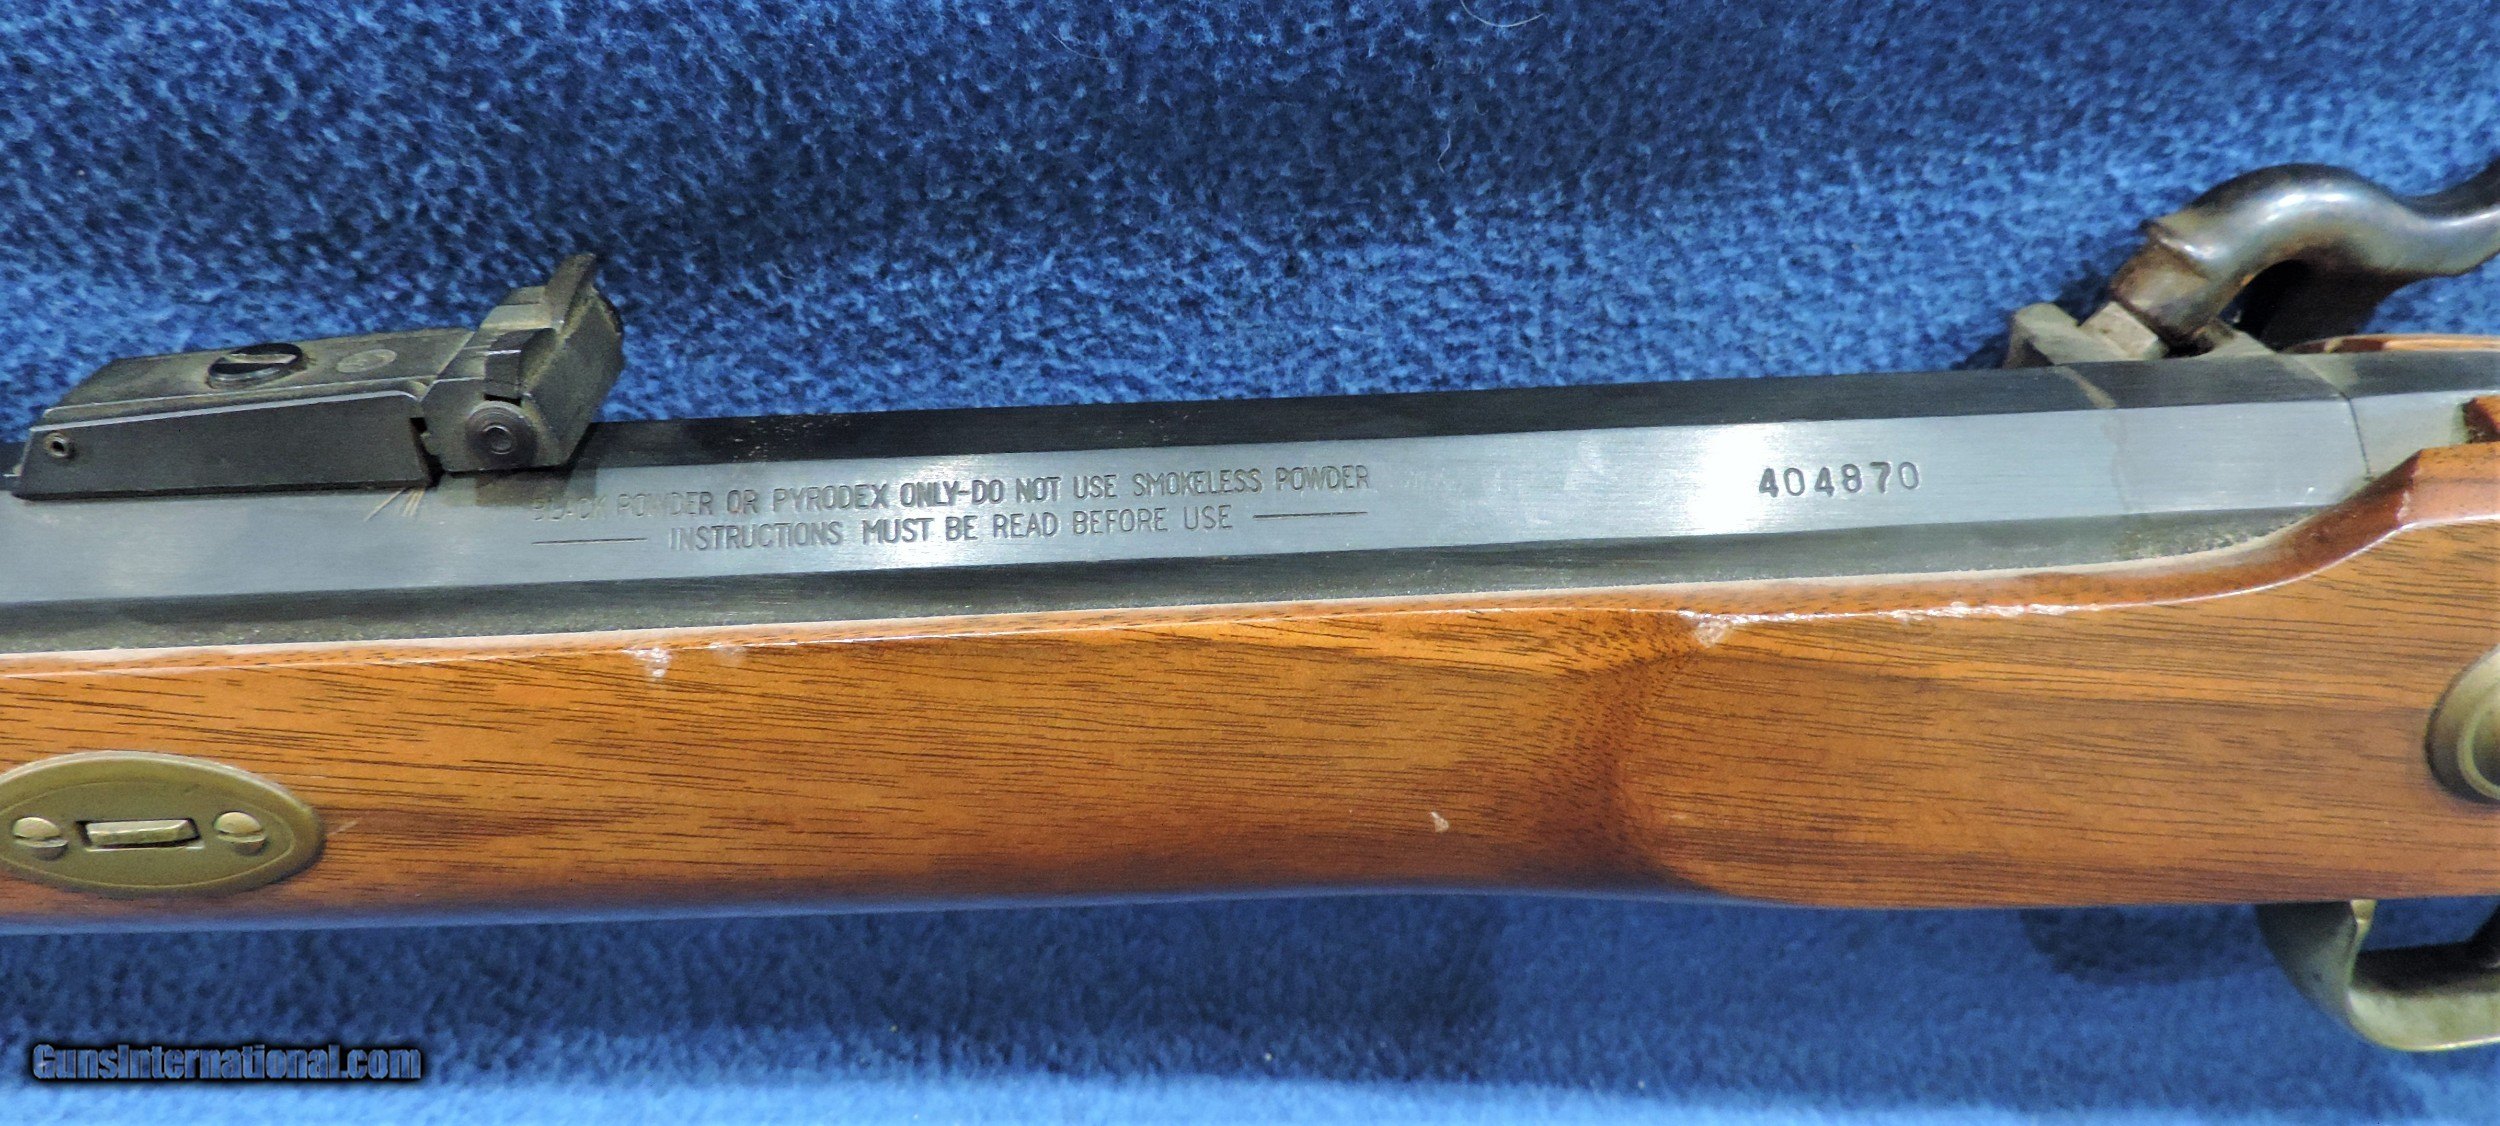 BLACK POWDER OR PYRODEX ONLY-DO NOT USE SMOKELESS POWDER
INSTRUCTIONS MUST BE READ BEFORE USE
404870
GunsInternational.com